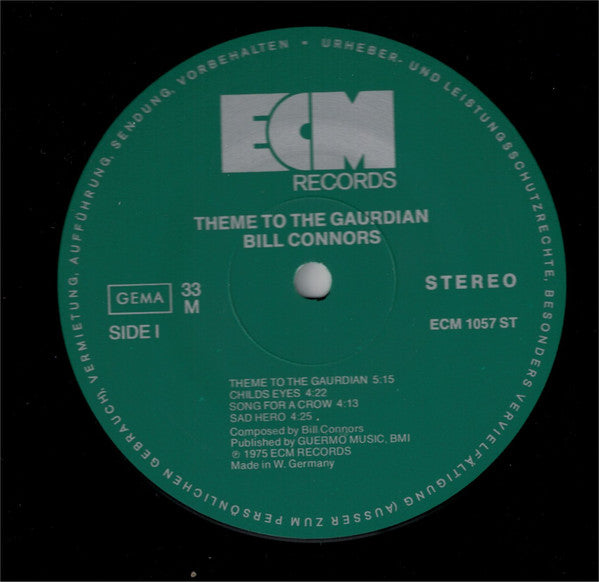 URHEBER- UND LEISTUNGSSCHUTZRECHTE, BESONDERS VERVIELFÄLTIGUNG (AUSSER ZUM PERSÖNLICHEN GEBRAUCH), VERMIETUNG, AUFFÜHRUNG, SENDUNG, VORBEHALTEN •
ECM
RECORDS
THEME TO THE GAURDIAN
BILL CONNORS
GEMA
33
M
SIDE I
STEREO
ECM 1057 ST
THEME TO THE GAURDIAN 5:15
CHILDS EYES 4:22
SONG FOR A CROW 4:13
SAD HERO 4:25
Composed by Bill Connors
Published by GUERMO MUSIC, BMI
℗ 1975 ECM RECORDS
Made in W. Germany